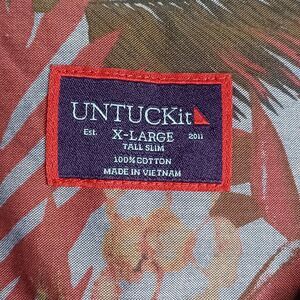 UNTUCKit
Est. X-LARGE 2011
TALL SLIM
100% COTTON
MADE IN VIETNAM